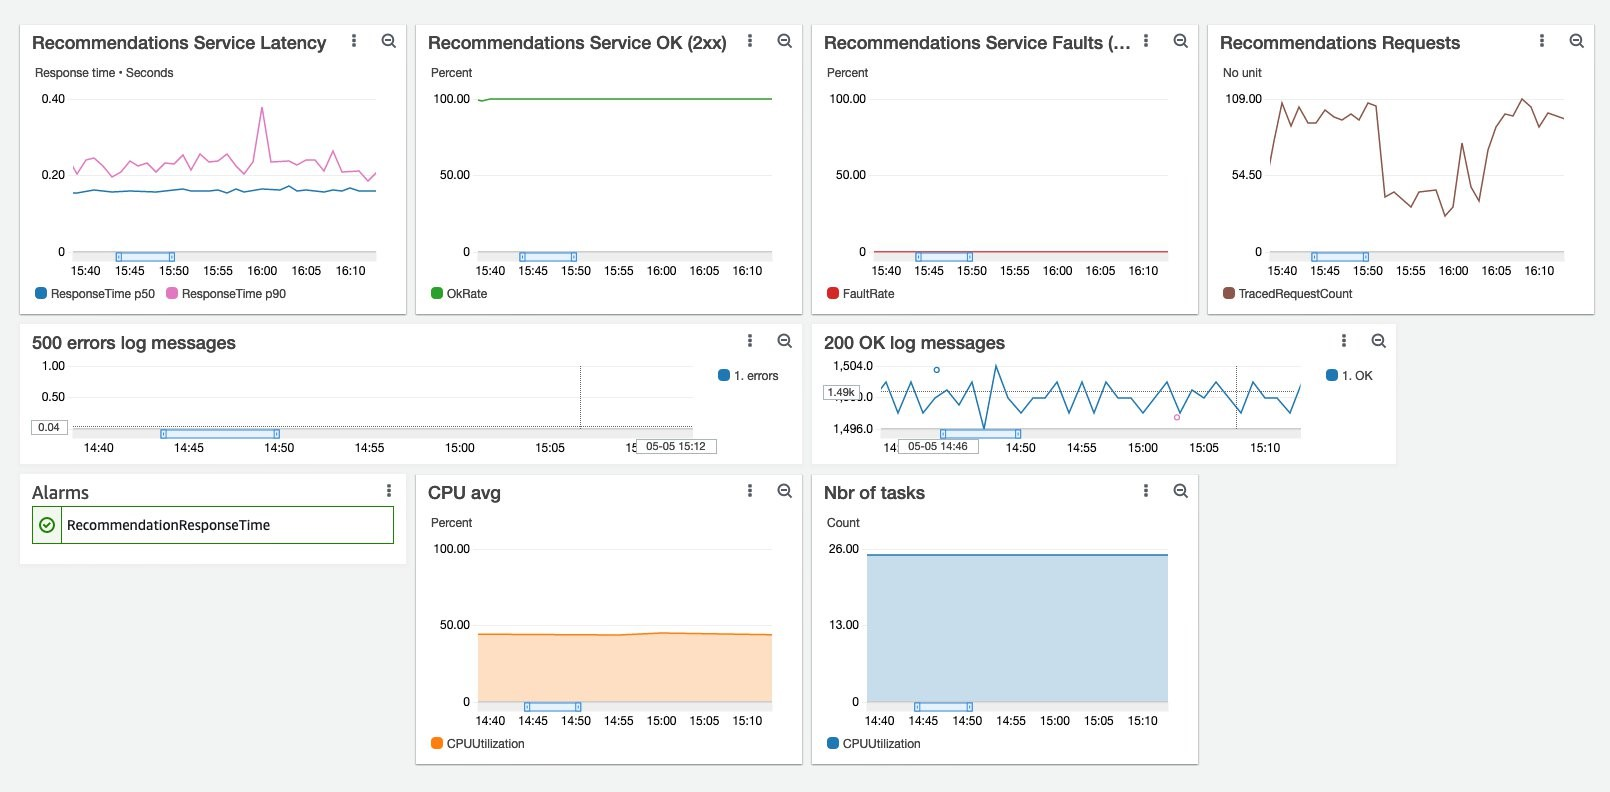 Recommendations Service Latency
Response time • Seconds
0.40
0.20
0
15:40 15:45 15:50 15:55 16:00 16:05 16:10
ResponseTime p50 ResponseTime p90
Recommendations Service OK (2xx)
Percent
100.00
50.00
0
15:40 15:45 15:50 15:55 16:00 16:05 16:10
OkRate
Recommendations Service Faults (...
Percent
100.00
50.00
0
15:40 15:45 15:50 15:55 16:00 16:05 16:10
FaultRate
Recommendations Requests
No unit
109.00
54.50
0
15:40 15:45 15:50 15:55 16:00 16:05 16:10
TracedRequestCount
500 errors log messages
1.00
0.50
0.04
14:40 14:45 14:50 14:55 15:00 15:05 05-05 15:12
1. errors
200 OK log messages
1,504.0
1.49k
1,496.0
05-05 14:46 14:50 14:55 15:00 15:05 15:10
1. OK
Alarms
RecommendationResponseTime
CPU avg
Percent
100.00
50.00
0
14:40 14:45 14:50 14:55 15:00 15:05 15:10
CPUUtilization
Nbr of tasks
Count
26.00
13.00
0
14:40 14:45 14:50 14:55 15:00 15:05 15:10
CPUUtilization